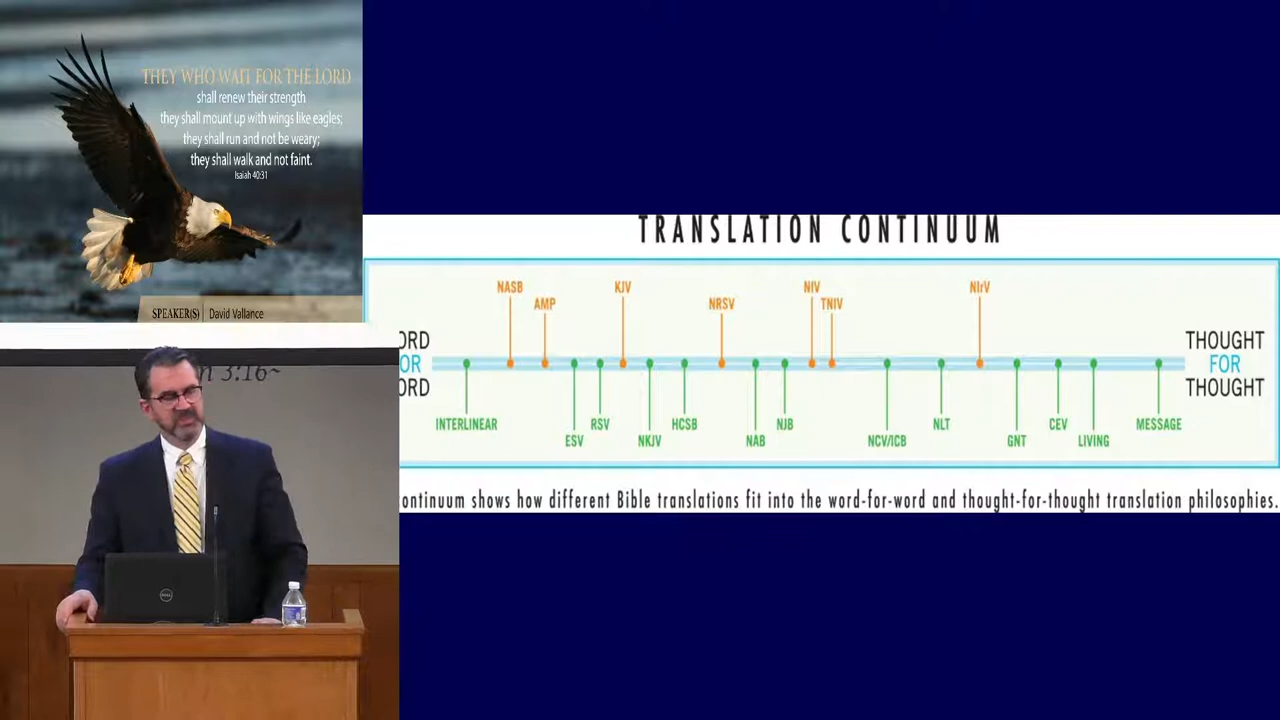 THEY WHO WAIT FOR THE LORD
shall renew their strength
they shall mount up with wings like eagles;
they shall run and not be weary;
they shall walk and not faint.
Isaiah 40:31
SPEAKER(S) David Vallance
n 3:16~
DELL
TRANSLATION CONTINUUM
NASB
AMP
KJV
NRSV
NIV
TNIV
NIrV
ORD
OR
ORD
THOUGHT
FOR
THOUGHT
INTERLINEAR
ESV
RSV
NKJV
HCSB
NAB
NJB
NCV/ICB
NLT
GNT
CEV
LIVING
MESSAGE
ontinuum shows how different Bible translations fit into the word-for-word and thought-for-thought translation philosophies.